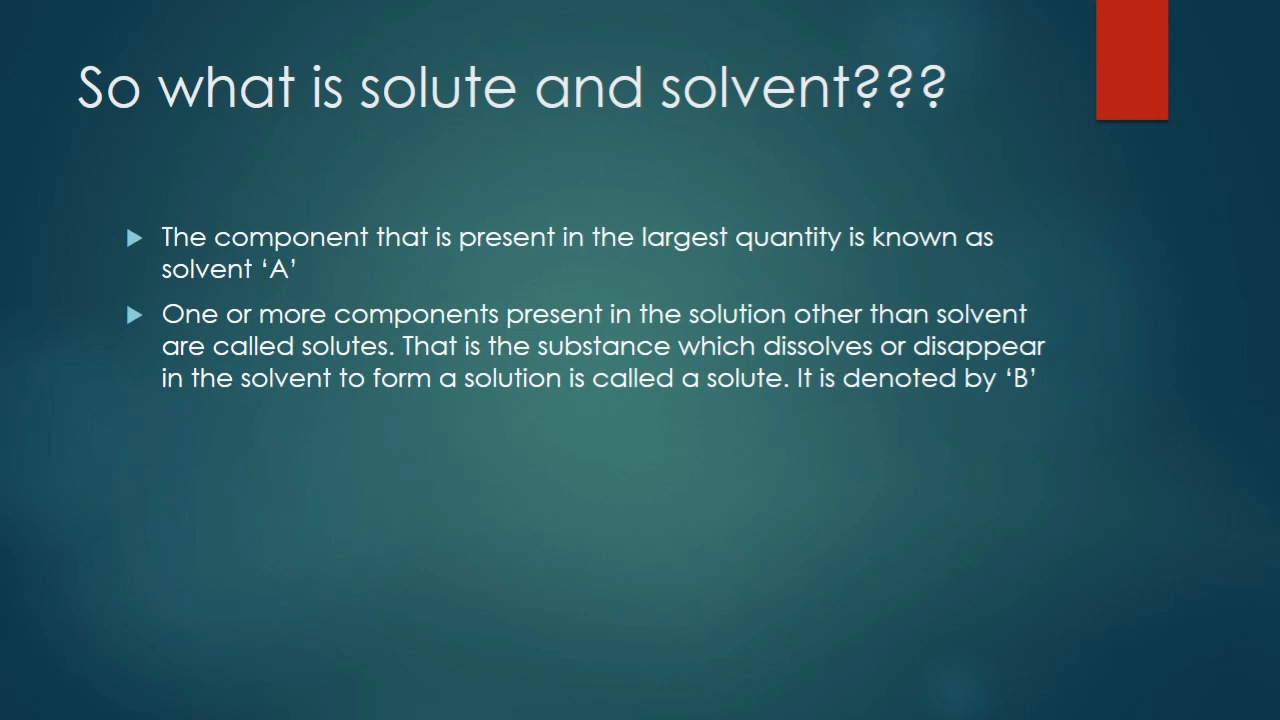 So what is solute and solvent???
The component that is present in the largest quantity is known as
solvent ‘A’
One or more components present in the solution other than solvent
are called solutes. That is the substance which dissolves or disappear
in the solvent to form a solution is called a solute. It is denoted by ‘B’